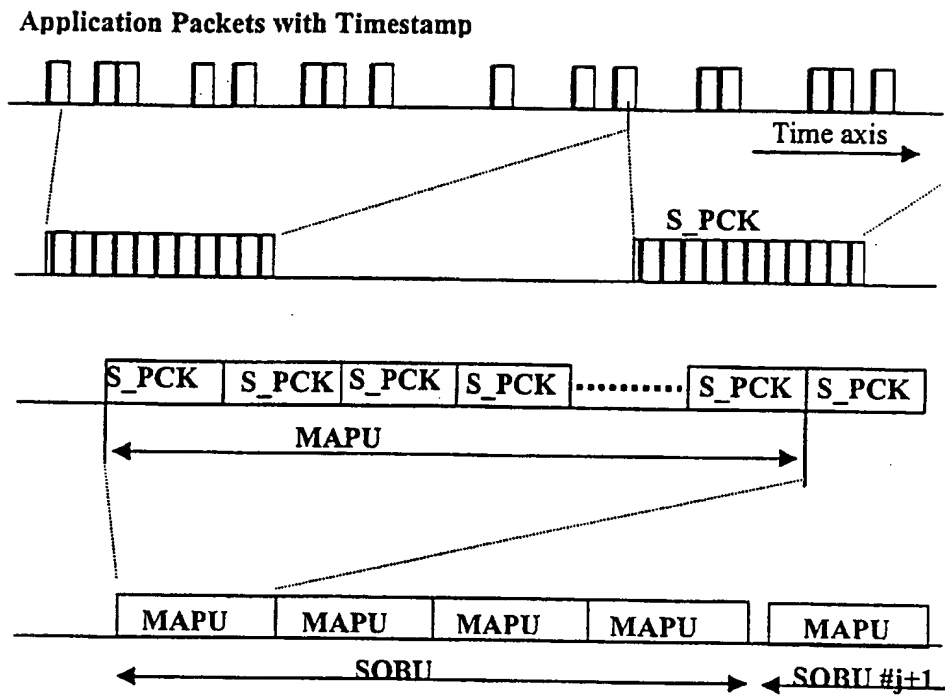 Application Packets with Timestamp
Time axis
S_PCK
S_PCK S_PCK S_PCK S_PCK S_PCK S_PCK
MAPU
MAPU MAPU MAPU MAPU MAPU
SOBU SOBU #j+1